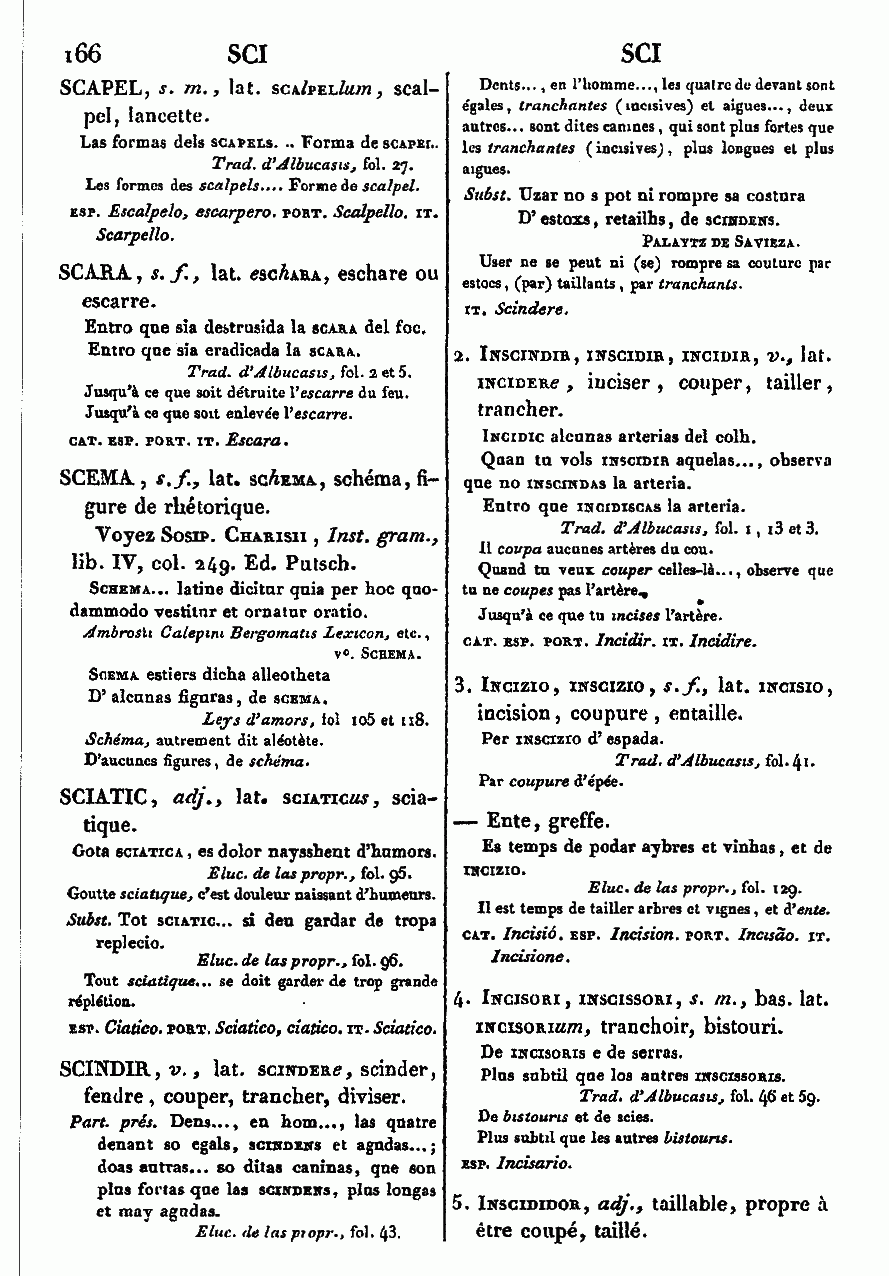 166 SCI SCI
SCAPEL, s. m., lat. scalpellum, scal-
pel, lancette.
Las formas dels scapels. .. Forma de scapel..
Trad. d'Albucasis, fol. 27.
Les formes des scalpels.... Forme de scalpel.
esp. Escalpelo, escarpero. port. Scalpello. it.
Scarpello.
SCARA, s. f., lat. eschara, eschare ou
escarre.
Entro que sia destrusida la scara del foc.
Entro que sia eradicada la scara.
Trad. d'Albucasis, fol. 2 et 5.
Jusqu'à ce que soit détruite l'escarre du feu.
Jusqu'à ce que soit enlevée l'escarre.
cat. esp. port. it. Escara.
SCEMA, s. f., lat. schema, schéma, fi-
gure de rhétorique.
Voyez Sosip. Charisii, Inst. gram.,
lib. IV, col. 249. Ed. Putsch.
Schema... latine dicitur quia per hoc quo-
dammodo vestitur et ornatur oratio.
Ambrosii Calepini Bergomatis Lexicon, etc.,
vo. Schema.
Scema estiers dicha alleotheta
D' alcunas figuras, de scema.
Leys d'amors, fol 105 et 118.
Schéma, autrement dit aléotète.
D'aucunes figures, de schéma.
SCIATIC, adj., lat. sciaticus, scia-
tique.
Gota sciatica, es dolor naysshent d'humors.
Eluc. de las propr., fol. 95.
Goutte sciatique, c'est douleur naissant d'humeurs.
Subst. Tot sciatic... si deu gardar de tropa
replecio.
Eluc. de las propr., fol. 96.
Tout sciatique... se doit garder de trop grande
réplétion.
esp. Ciatico. port. Sciatico, ciatico. it. Sciatico.
SCINDIR, v., lat. scindere, scinder,
fendre, couper, trancher, diviser.
Part. prés. Dens..., en hom..., las quatre
denant so egals, scindens et agudas...;
doas autras... so ditas caninas, que son
plus fortas que las scindens, plus longas
et may agudas.
Eluc. de las propr., fol. 43.
Dents..., en l'homme..., les quatre de devant sont
égales, tranchantes (incisives) et aigues..., deux
autres... sont dites canines, qui sont plus fortes que
les tranchantes (incisives), plus longues et plus
aigues.
Subst. Uzar no s pot ni rompre sa costura
D' estoxs, retailhs, de scindens.
Palaytz de Savieza.
User ne se peut ni (se) rompre sa couture par
estocs, (par) taillants, par tranchants.
it. Scindere.
2. Inscindir, inscidir, incidir, v., lat.
incidere, inciser, couper, tailler,
trancher.
Incidic alcunas arterias del colh.
Quan tu vols inscidir aquelas..., observa
que no inscindas la arteria.
Entro que incidiscas la arteria.
Trad. d'Albucasis, fol. 1, 13 et 3.
Il coupa aucunes artères du cou.
Quand tu veux couper celles-là..., observe que
tu ne coupes pas l'artère.
Jusqu'à ce que tu incises l'artère.
cat. esp. port. Incidir. it. Incidire.
3. Incizio, inscizio, s. f., lat. incisio,
incision, coupure, entaille.
Per inscizio d' espada.
Trad. d'Albucasis, fol. 41.
Par coupure d'épée.
— Ente, greffe.
Es temps de podar aybres et vinhas, et de
incizio.
Eluc. de las propr., fol. 129.
Il est temps de tailler arbres et vignes, et d'ente.
cat. Incisió. esp. Incision. port. Incisão. it.
Incisione.
4. Incisori, inscissori, s. m., bas. lat.
incisorium, tranchoir, bistouri.
De incisoris e de serras.
Plus subtil que los autres inscissoris.
Trad. d'Albucasis, fol. 46 et 59.
De bistouris et de scies.
Plus subtil que les autres bistouris.
esp. Incisario.
5. Inscididor, adj., taillable, propre à
être coupé, taillé.